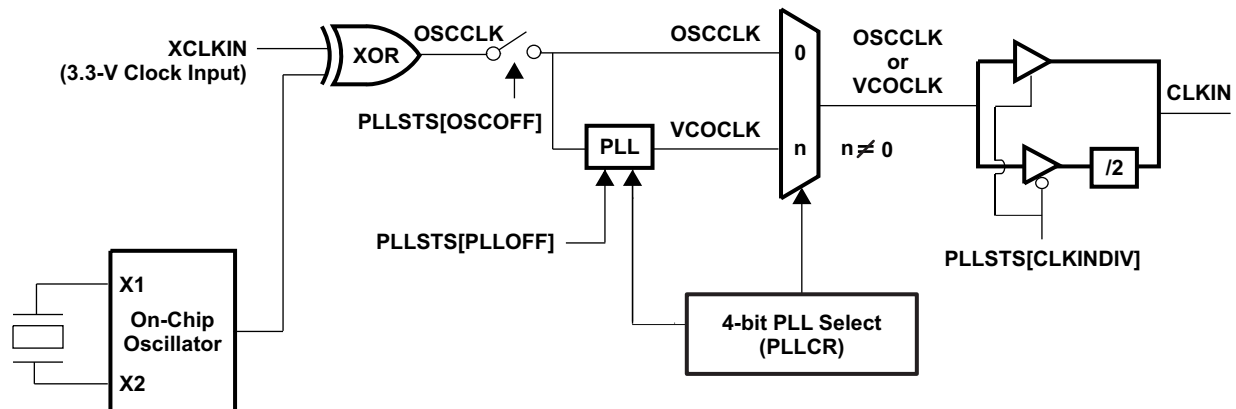 XCLKIN
(3.3-V Clock Input)
XOR
OSCCLK
PLLSTS[OSCOFF]
OSCCLK
0
VCOCLK
n
n ≠ 0
PLL
PLLSTS[PLLOFF]
OSCCLK
or
VCOCLK
CLKIN
/2
PLLSTS[CLKINDIV]
X1
On-Chip
Oscillator
X2
4-bit PLL Select
(PLLCR)